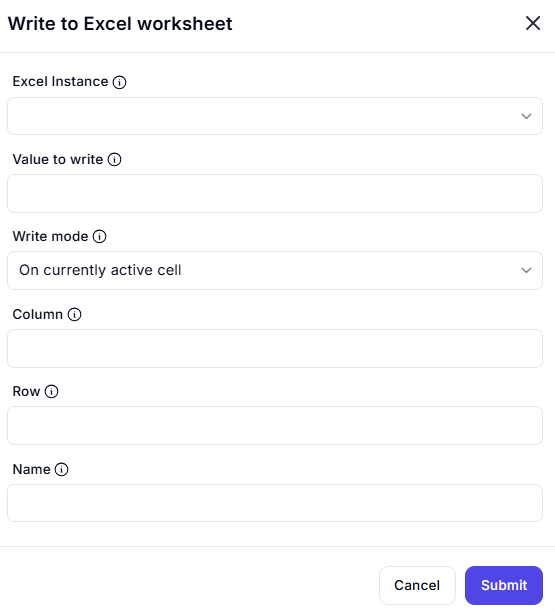 Write to Excel worksheet
Excel Instance
Value to write
Write mode
On currently active cell
Column
Row
Name
Cancel Submit